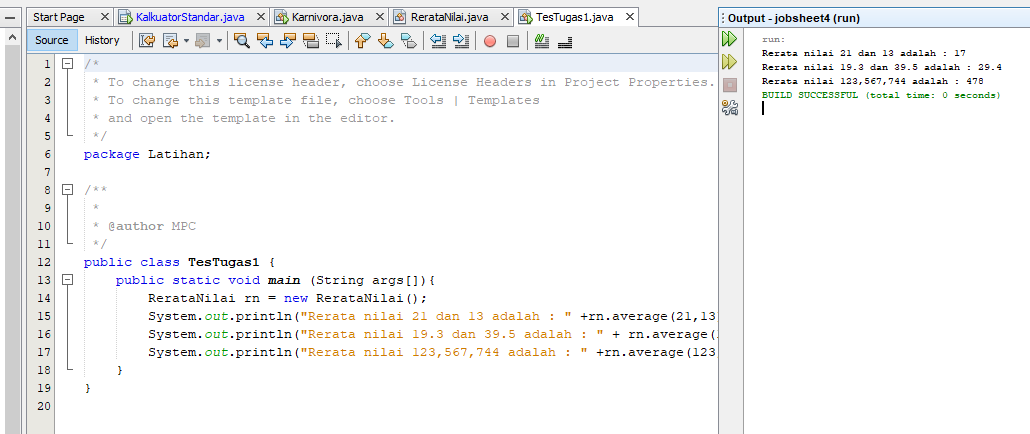 Start Page
KalkuatorStandar.java
Karnivora.java
RerataNilai.java
TesTugas1.java
Source
History
1 /*
2 * To change this license header, choose License Headers in Project Properties.
3 * To change this template file, choose Tools | Templates
4 * and open the template in the editor.
5 */
6 package Latihan;
7
8 /**
9 *
10 * @author MPC
11 */
12 public class TesTugas1 {
13 public static void main (String args[]){
14 RerataNilai rn = new RerataNilai();
15 System.out.println("Rerata nilai 21 dan 13 adalah : " +rn.average(21,13
16 System.out.println("Rerata nilai 19.3 dan 39.5 adalah : " + rn.average(
17 System.out.println("Rerata nilai 123,567,744 adalah : " +rn.average(123
18 }
19 }
20
Output - jobsheet4 (run)
run:
Rerata nilai 21 dan 13 adalah : 17
Rerata nilai 19.3 dan 39.5 adalah : 29.4
Rerata nilai 123,567,744 adalah : 478
BUILD SUCCESSFUL (total time: 0 seconds)